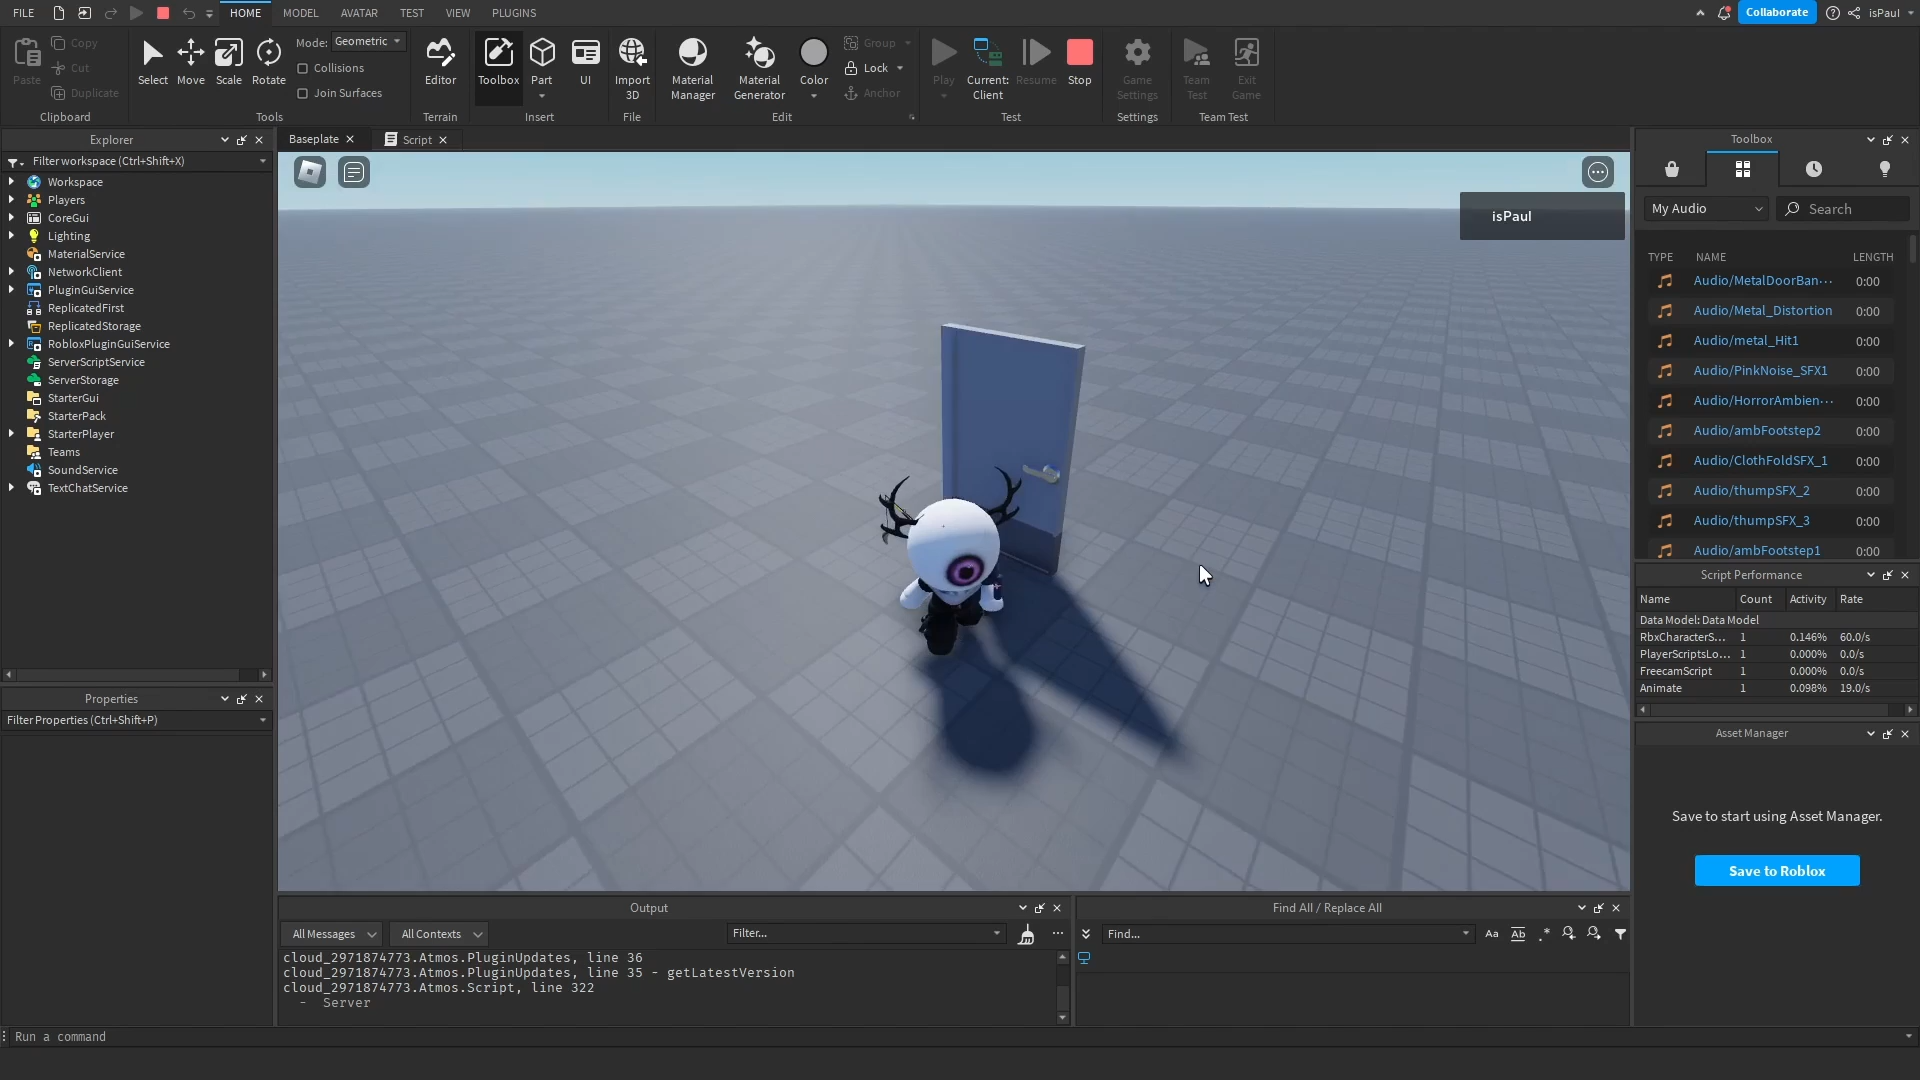 FILE
HOME
MODEL
AVATAR
TEST
VIEW
PLUGINS
Collaborate
isPaul
Paste
Copy
Cut
Duplicate
Clipboard
Select
Move
Scale
Rotate
Mode: Geometric
Collisions
Join Surfaces
Tools
Editor
Terrain
Toolbox
Part
UI
Insert
Import
3D
File
Material
Manager
Material
Generator
Color
Group
Lock
Anchor
Edit
Play
Current:
Client
Resume
Stop
Test
Game
Settings
Settings
Team
Test
Exit
Game
Team Test
Explorer
Filter workspace (Ctrl+Shift+X)
Workspace
Players
CoreGui
Lighting
MaterialService
NetworkClient
PluginGuiService
ReplicatedFirst
ReplicatedStorage
RobloxPluginGuiService
ServerScriptService
ServerStorage
StarterGui
StarterPack
StarterPlayer
Teams
SoundService
TextChatService
Properties
Filter Properties (Ctrl+Shift+P)
Baseplate
Script
isPaul
Toolbox
My Audio
Search
TYPE NAME LENGTH
Audio/MetalDoorBan··· 0:00
Audio/Metal_Distortion 0:00
Audio/metal_Hit1 0:00
Audio/PinkNoise_SFX1 0:00
Audio/HorrorAmbien··· 0:00
Audio/ambFootstep2 0:00
Audio/ClothFoldSFX_1 0:00
Audio/thumpSFX_2 0:00
Audio/thumpSFX_3 0:00
Audio/ambFootstep1 0:00
Script Performance
Name Count Activity Rate
Data Model: Data Model
RbxCharacterS... 1 0.146% 60.0/s
PlayerScriptsLo... 1 0.000% 0.0/s
FreecamScript 1 0.000% 0.0/s
Animate 1 0.098% 19.0/s
Asset Manager
Save to start using Asset Manager.
Save to Roblox
Output
All Messages
All Contexts
Filter...
cloud_2971874773.Atmos.PluginUpdates, line 36
cloud_2971874773.Atmos.PluginUpdates, line 35 - getLatestVersion
cloud_2971874773.Atmos.Script, line 322
- Server
Find All / Replace All
Find...
Aa
Ab
.*
Run a command